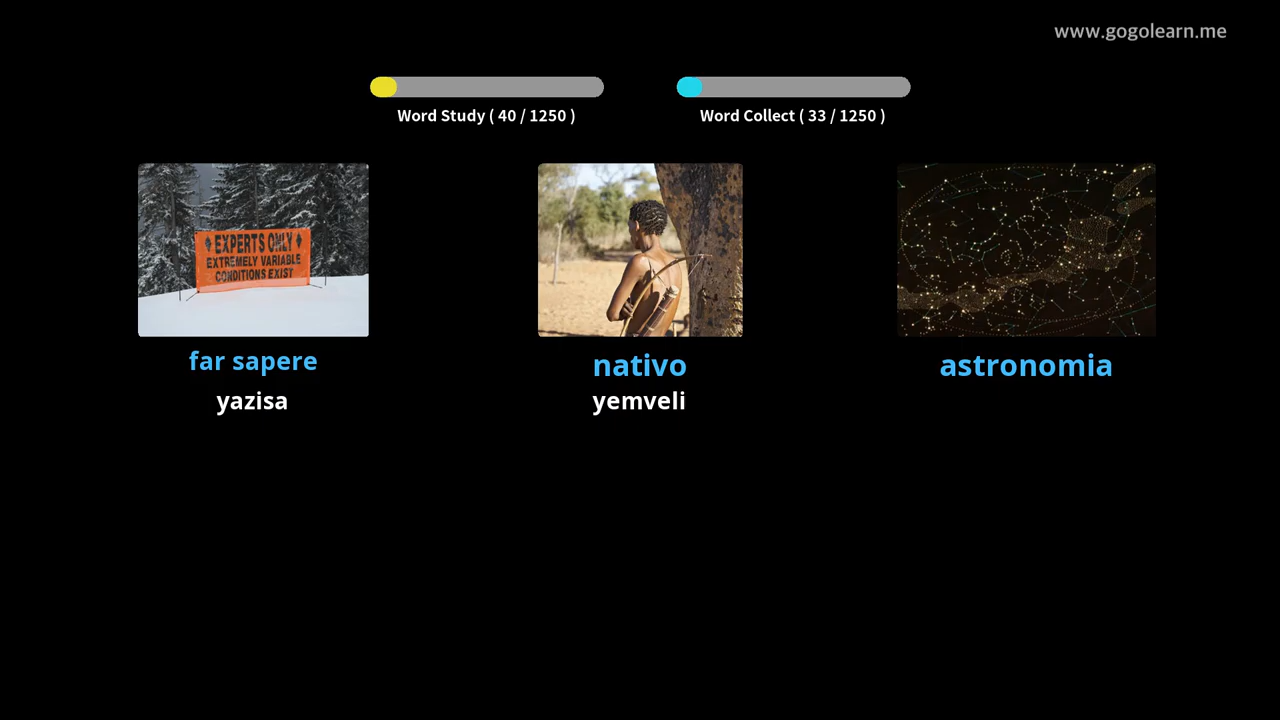 www.gogolearn.me
Word Study ( 40 / 1250 )
Word Collect ( 33 / 1250 )
EXPERTS ONLY
EXTREMELY VARIABLE
CONDITIONS EXIST
far sapere
yazisa
nativo
yemveli
astronomia